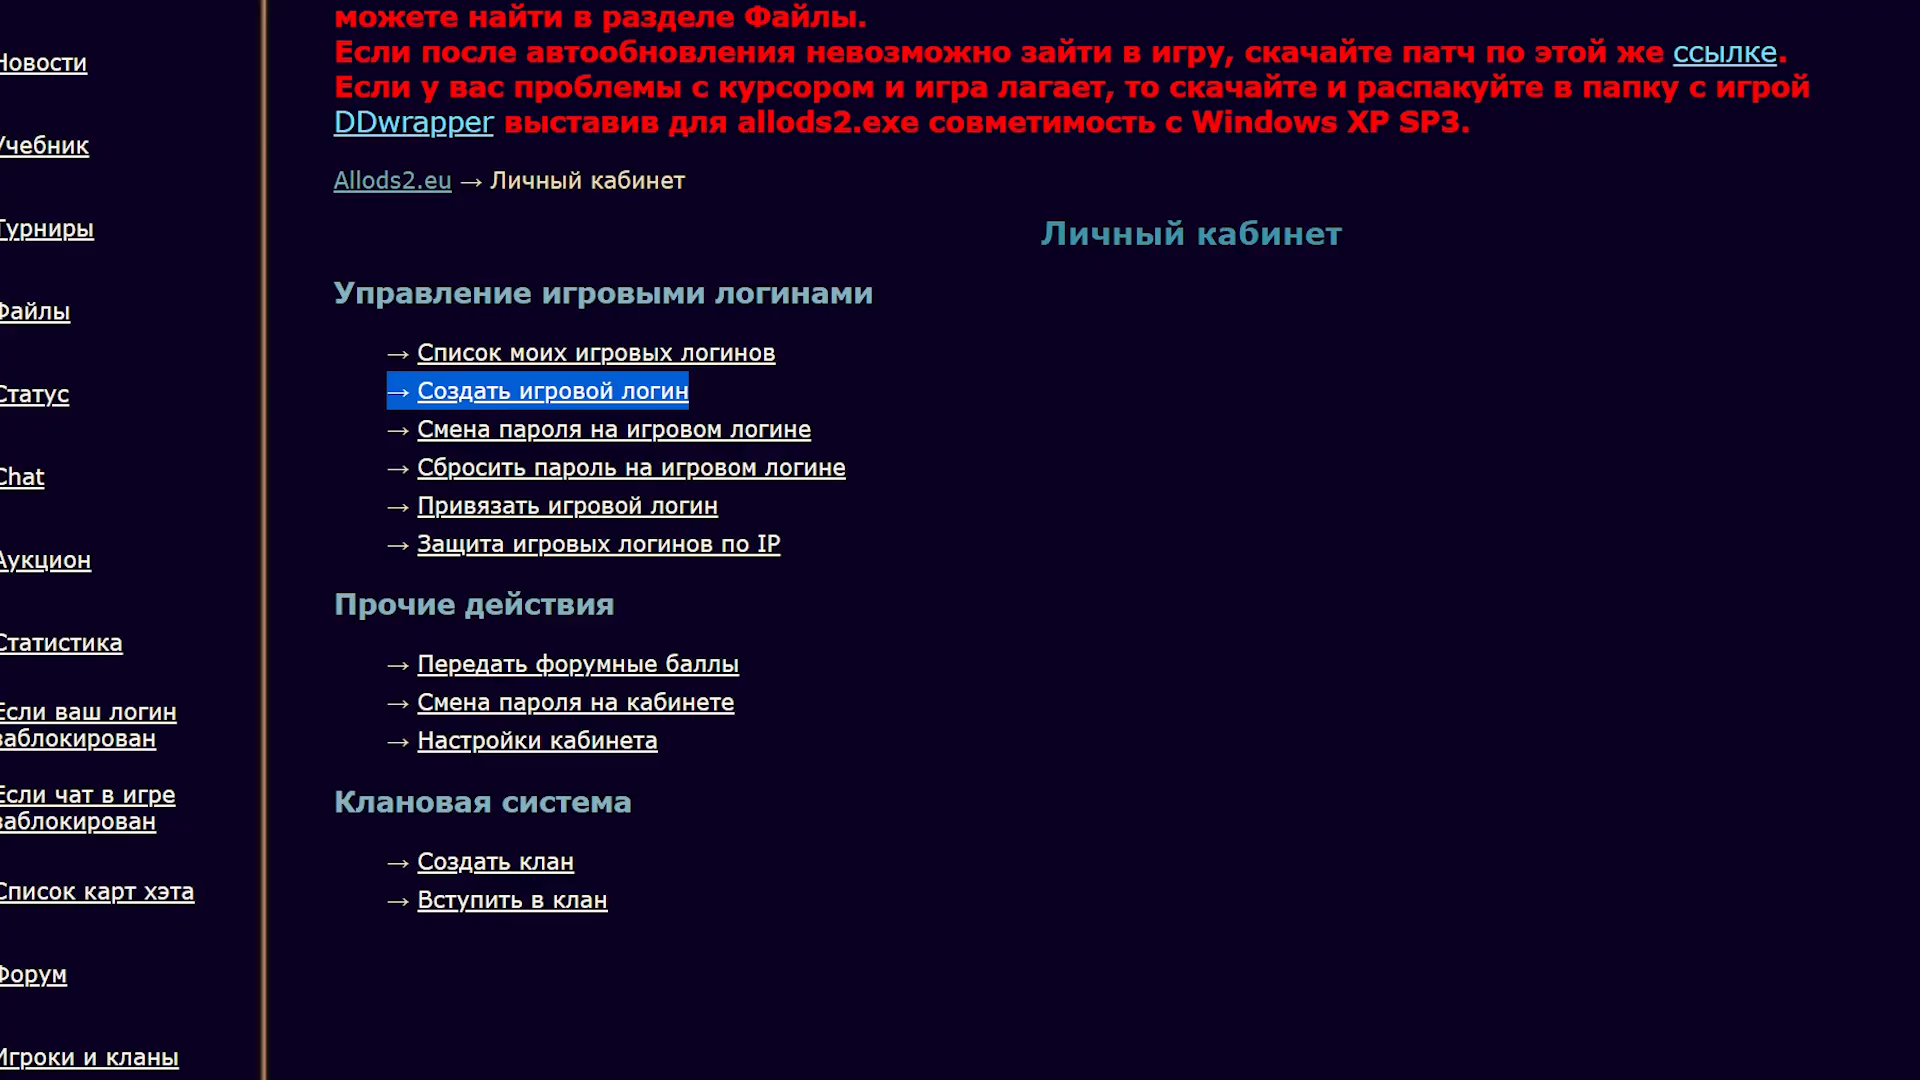 можете найти в разделе Файлы.
Если после автообновления невозможно зайти в игру, скачайте патч по этой же ссылке.
Если у вас проблемы с курсором и игра лагает, то скачайте и распакуйте в папку с игрой
DDwrapper выставив для allods2.exe совметимость с Windows XP SP3.
Allods2.eu → Личный кабинет
Личный кабинет
Управление игровыми логинами
→ Список моих игровых логинов
→ Создать игровой логин
→ Смена пароля на игровом логине
→ Сбросить пароль на игровом логине
→ Привязать игровой логин
→ Защита игровых логинов по IP
Прочие действия
→ Передать форумные баллы
→ Смена пароля на кабинете
→ Настройки кабинета
Клановая система
→ Создать клан
→ Вступить в клан
Новости
Учебник
Турниры
Файлы
Статус
Chat
Аукцион
Статистика
Если ваш логин
заблокирован
Если чат в игре
заблокирован
Список карт хэта
Форум
Игроки и кланы